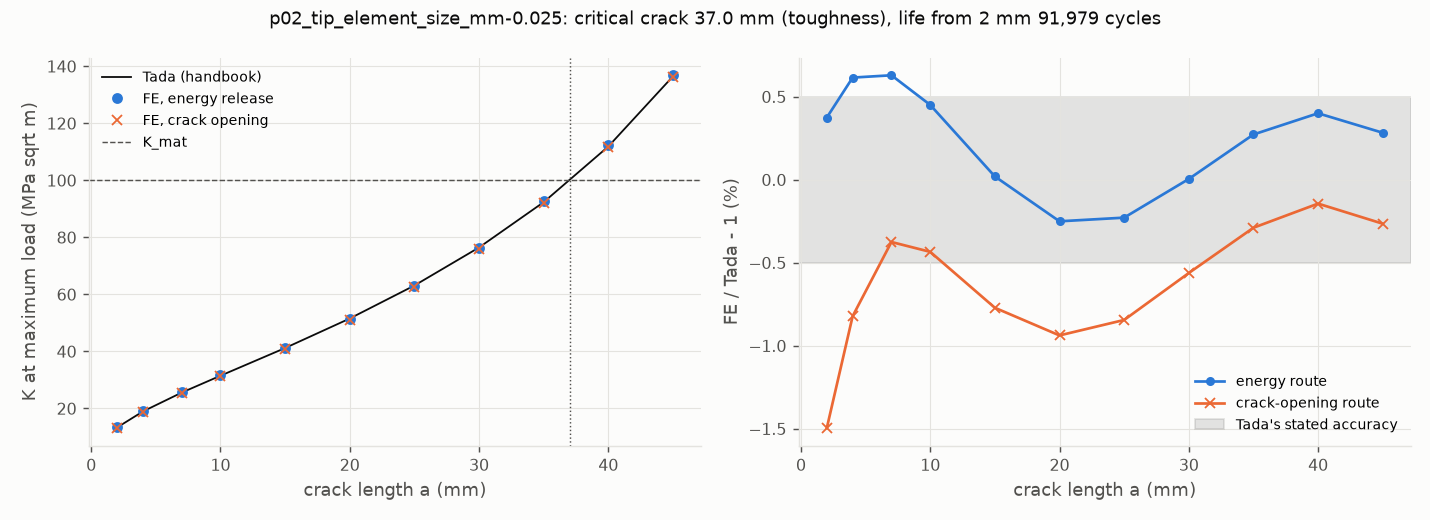 p02_tip_element_size_mm-0.025: critical crack 37.0 mm (toughness), life from 2 mm 91,979 cycles
K at maximum load (MPa sqrt m)
140
120
100
80
60
40
20
Tada (handbook)
FE, energy release
FE, crack opening
K_mat
0
10
20
30
40
crack length a (mm)
FE / Tada - 1 (%)
0.5
0.0
−0.5
−1.0
−1.5
energy route
crack-opening route
Tada's stated accuracy
0
10
20
30
40
crack length a (mm)